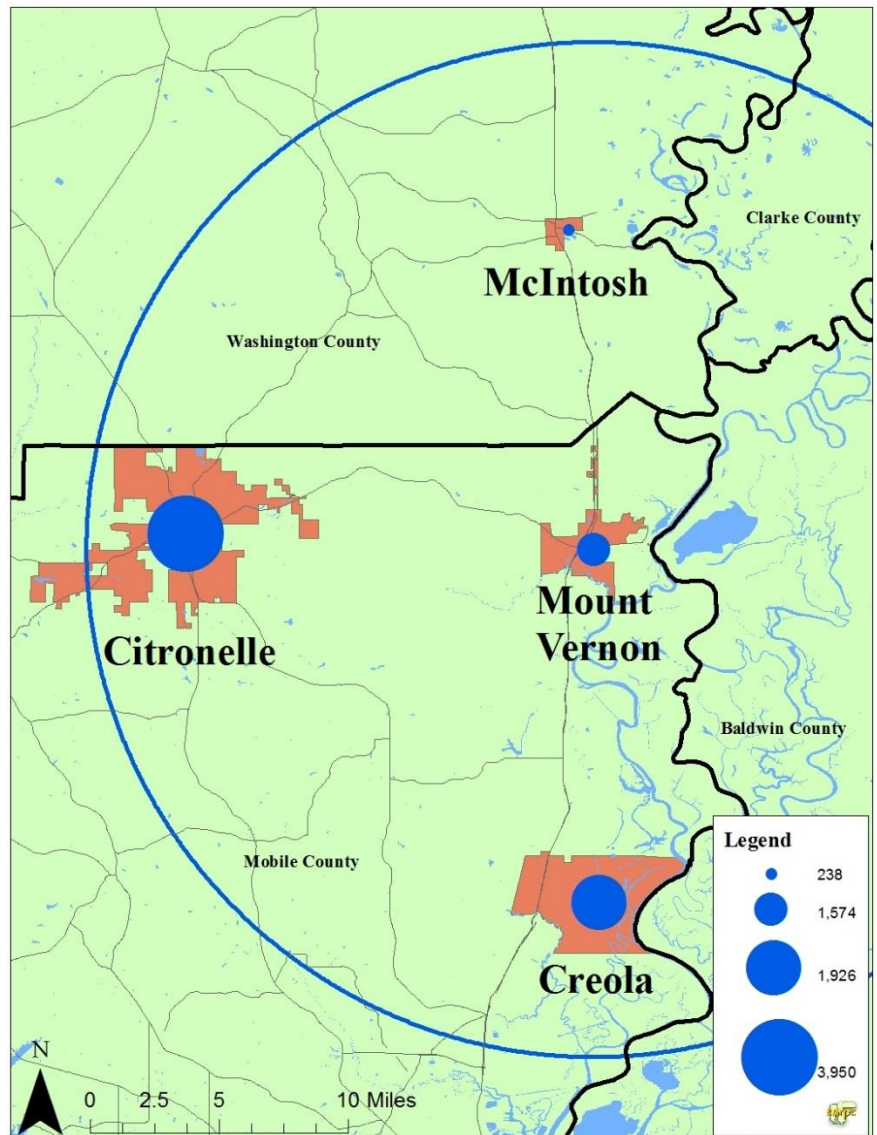 Clarke County
McIntosh
Washington County
Citronelle
Mount
Vernon
Baldwin County
Mobile County
Creola
Legend
238
1,574
1,926
3,950
N
0 2.5 5 10 Miles